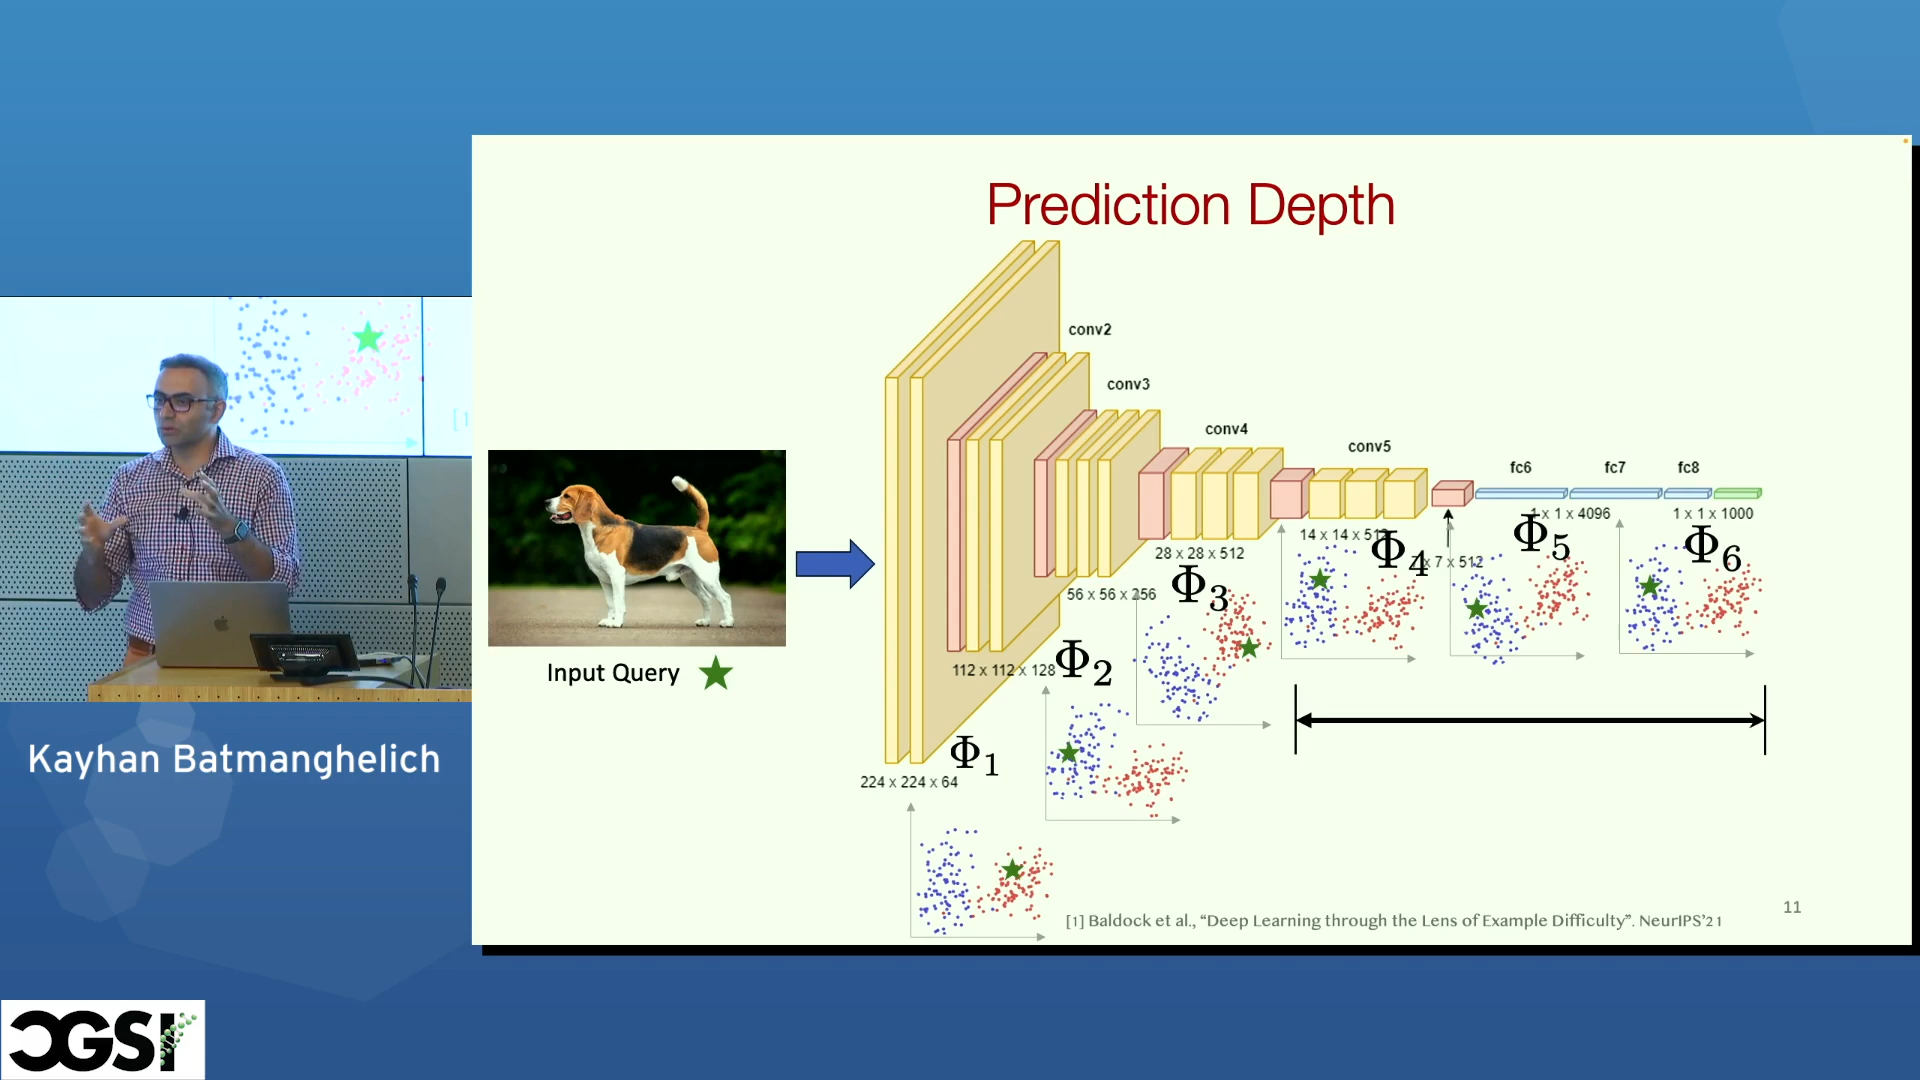 Prediction Depth
conv2
conv3
conv4
conv5
fc6
fc7
fc8
1 x 1 x 4096
1 x 1 x 1000
14 x 14 x 512
28 x 28 x 512
x 7 x 512
56 x 56 x 256
112 x 112 x 128
224 x 224 x 64
Φ1
Φ2
Φ3
Φ4
Φ5
Φ6
Input Query
[1] Baldock et al., “Deep Learning through the Lens of Example Difficulty”. NeurIPS’21
11
Kayhan Batmanghelich
CGSI